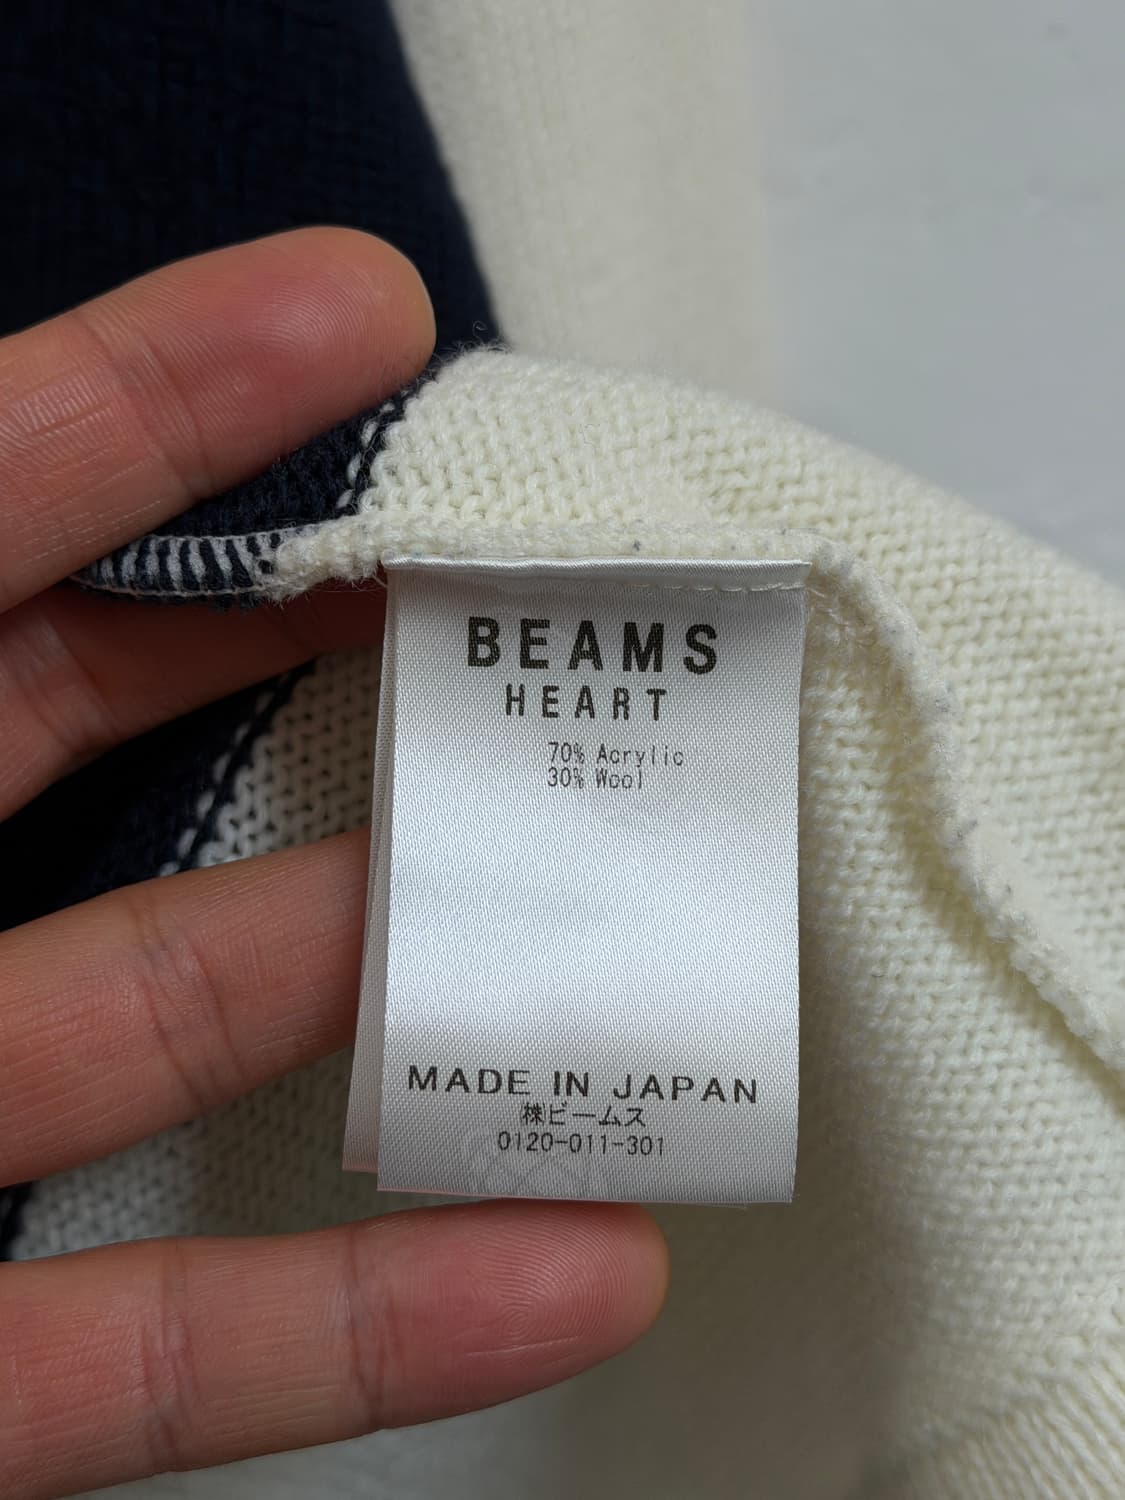 BEAMS
HEART
70% Acrylic
30% Wool
MADE IN JAPAN
㈱ビームス
0120-011-301